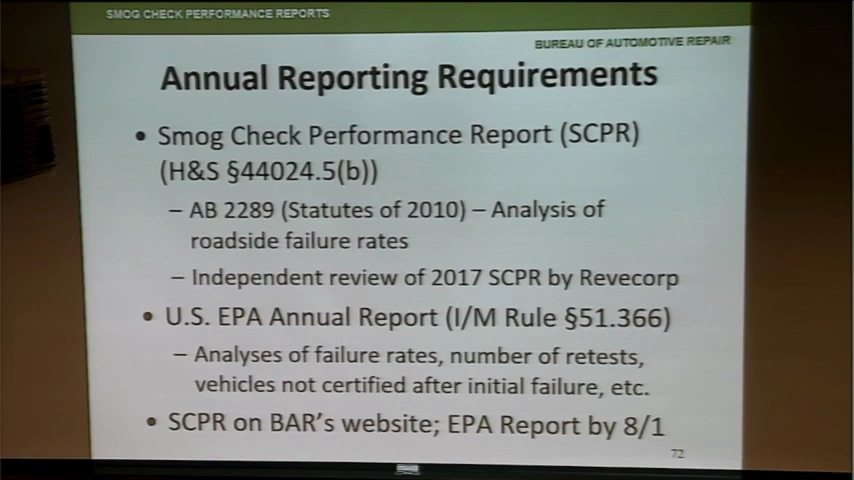 SMOG CHECK PERFORMANCE REPORTS
BUREAU OF AUTOMOTIVE REPAIR
Annual Reporting Requirements
• Smog Check Performance Report (SCPR)
(H&S §44024.5(b))
– AB 2289 (Statutes of 2010) – Analysis of
roadside failure rates
– Independent review of 2017 SCPR by Revecorp
• U.S. EPA Annual Report (I/M Rule §51.366)
– Analyses of failure rates, number of retests,
vehicles not certified after initial failure, etc.
• SCPR on BAR's website; EPA Report by 8/1
72